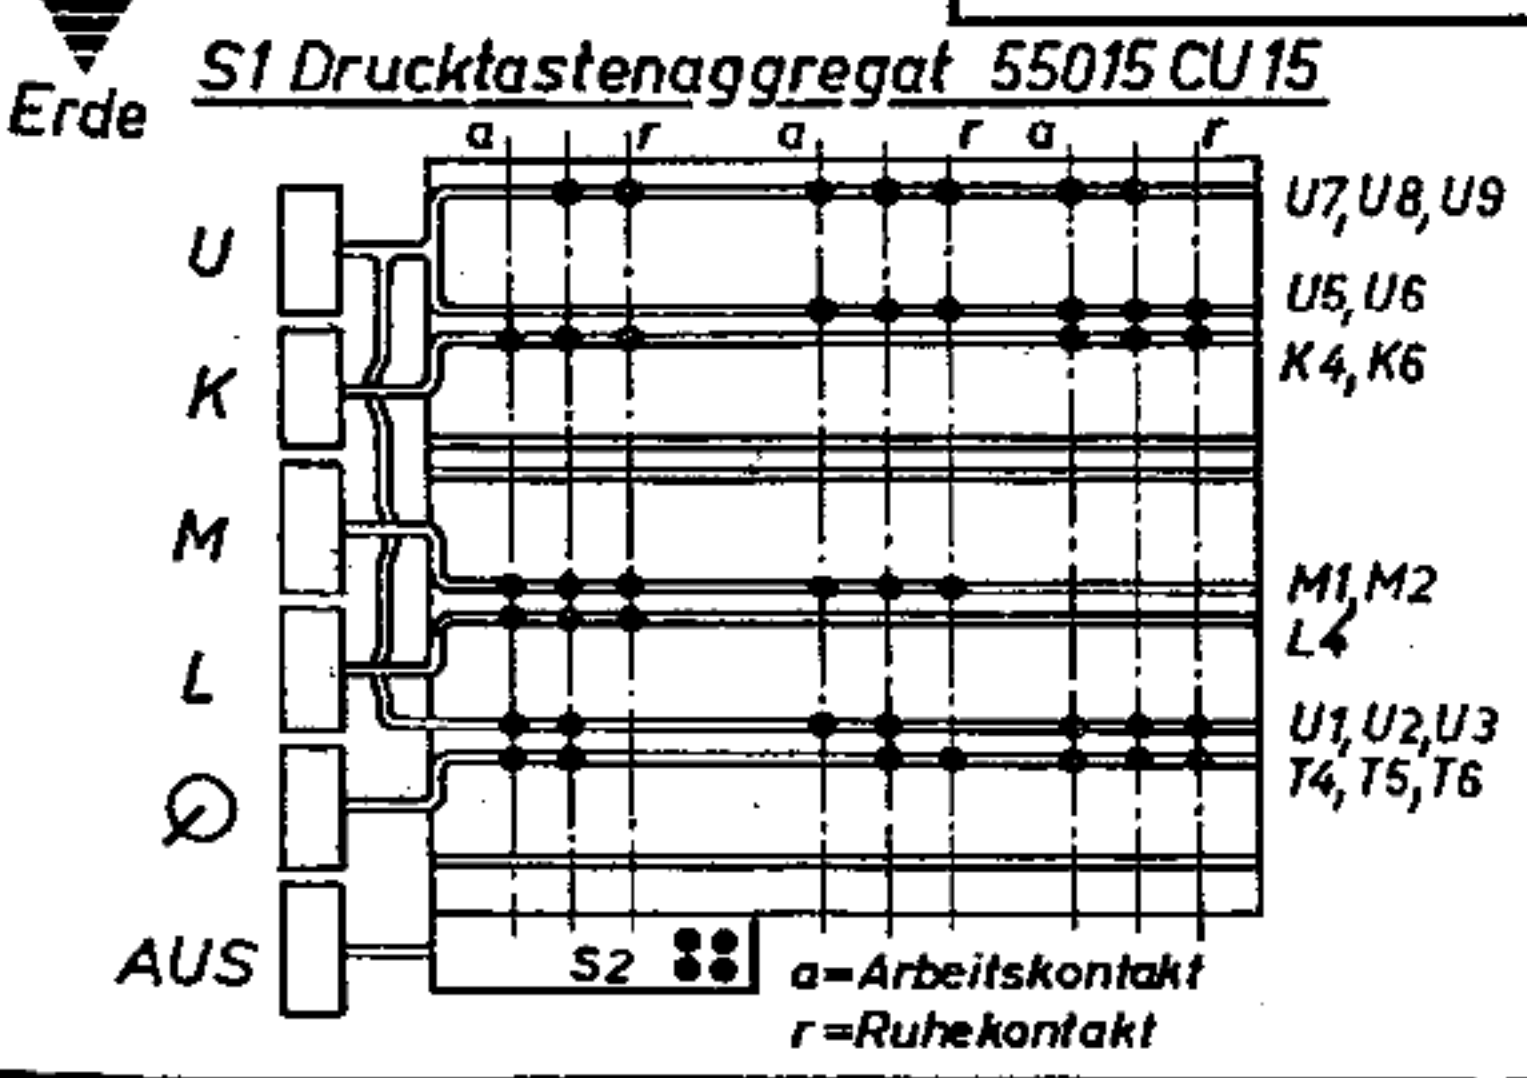 S1 Drucktastenaggregat 55015 CU 15
Erde
a r a r a r
U
U7, U8, U9
U5, U6
K
K4, K6
M
M1, M2
L
L4
U1, U2, U3
T4, T5, T6
AUS
S2
a=Arbeitskontakt
r=Ruhekontakt